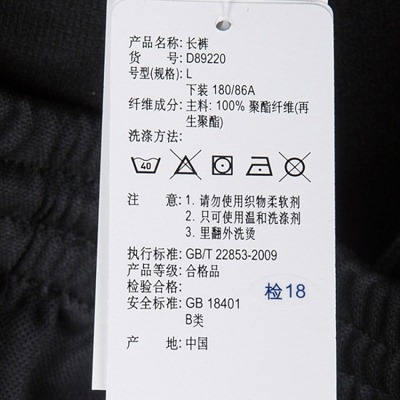 产品名称: 长裤
货 号: D89220
号型(规格): L
下装 180/86A
纤维成分: 主料: 100% 聚酯纤维(再
生聚酯)
洗涤方法:
40
注 意: 1. 请勿使用织物柔软剂
2. 只可使用温和洗涤剂
3. 里翻外洗烫
执行标准: GB/T 22853-2009
产品等级: 合格品
检验合格: 检18
安全标准: GB 18401
B类
产 地: 中国